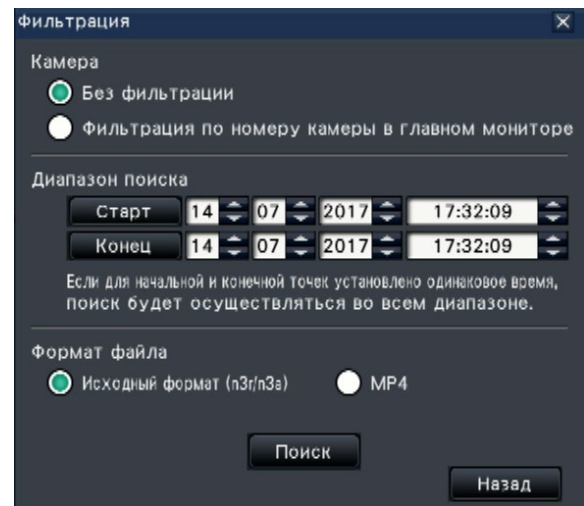 Фильтрация
Камера
Без фильтрации
Фильтрация по номеру камеры в главном мониторе
Диапазон поиска
Старт 14 07 2017 17:32:09
Конец 14 07 2017 17:32:09
Если для начальной и конечной точек установлено одинаковое время,
поиск будет осуществляться во всем диапазоне.
Формат файла
Исходный формат (n3r/n3a) MP4
Поиск
Назад